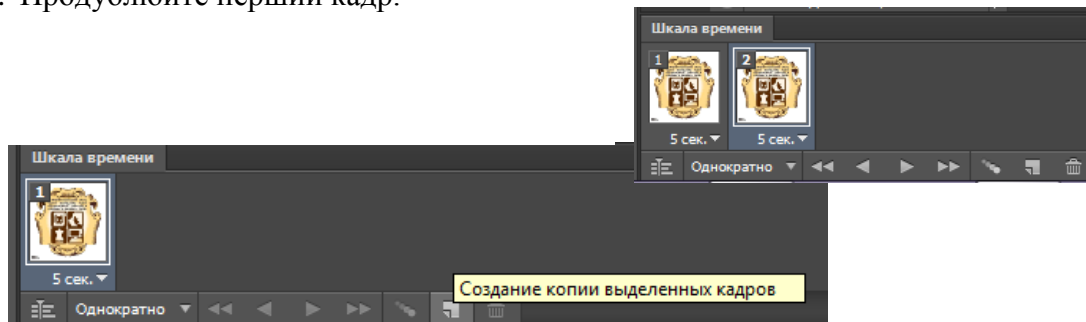 Продублюйте перший кадр.
Шкала времени
1 2
5 сек. 5 сек.
Однократно
Шкала времени
1
5 сек.
Создание копии выделенных кадров
Однократно